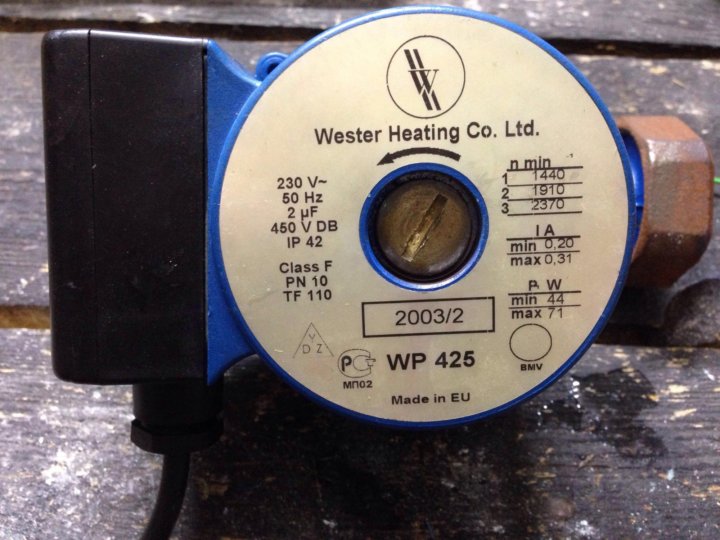 W
Wester Heating Co. Ltd.
230 V~
50 Hz
2 µF
450 V DB
IP 42
Class F
PN 10
TF 110
n min -1
1 1440
2 1910
3 2370
I A
min 0,20
max 0,31
P₁ W
min 44
max 71
2003/2
V
D Z
PC
МП02
WP 425
BMV
Made in EU